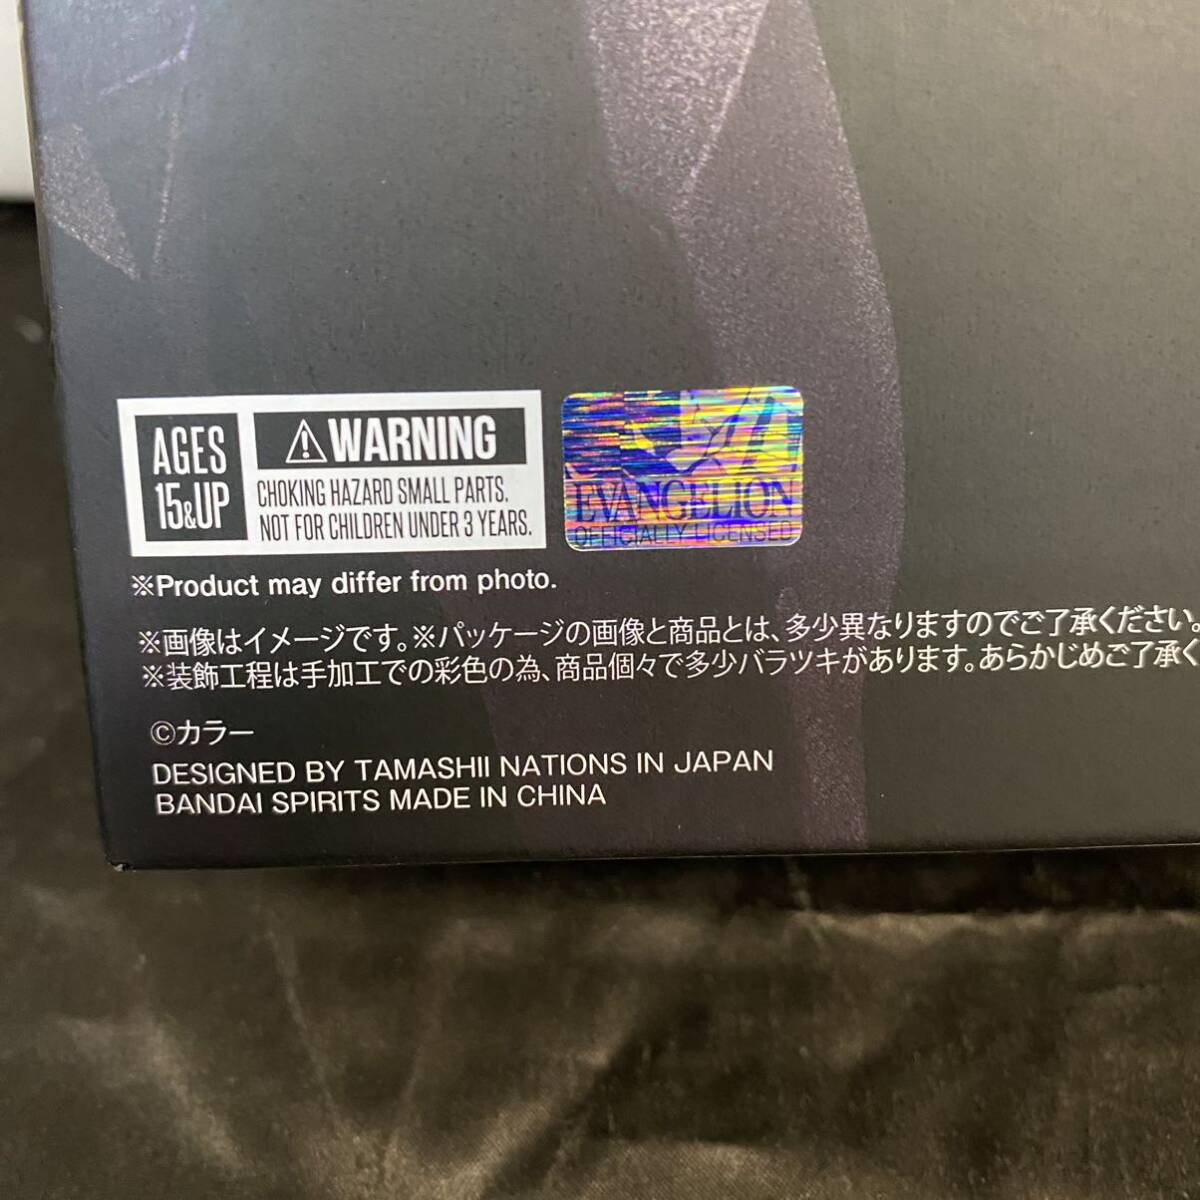 AGES
15&UP
⚠WARNING
CHOKING HAZARD SMALL PARTS.
NOT FOR CHILDREN UNDER 3 YEARS.
EVANGELION
OFFICIALLY LICENSED
※Product may differ from photo.
※画像はイメージです。※パッケージの画像と商品とは、多少異なりますのでご了承ください。
※装飾工程は手加工での彩色の為、商品個々で多少バラツキがあります。あらかじめご了承く
©カラー
DESIGNED BY TAMASHII NATIONS IN JAPAN
BANDAI SPIRITS MADE IN CHINA